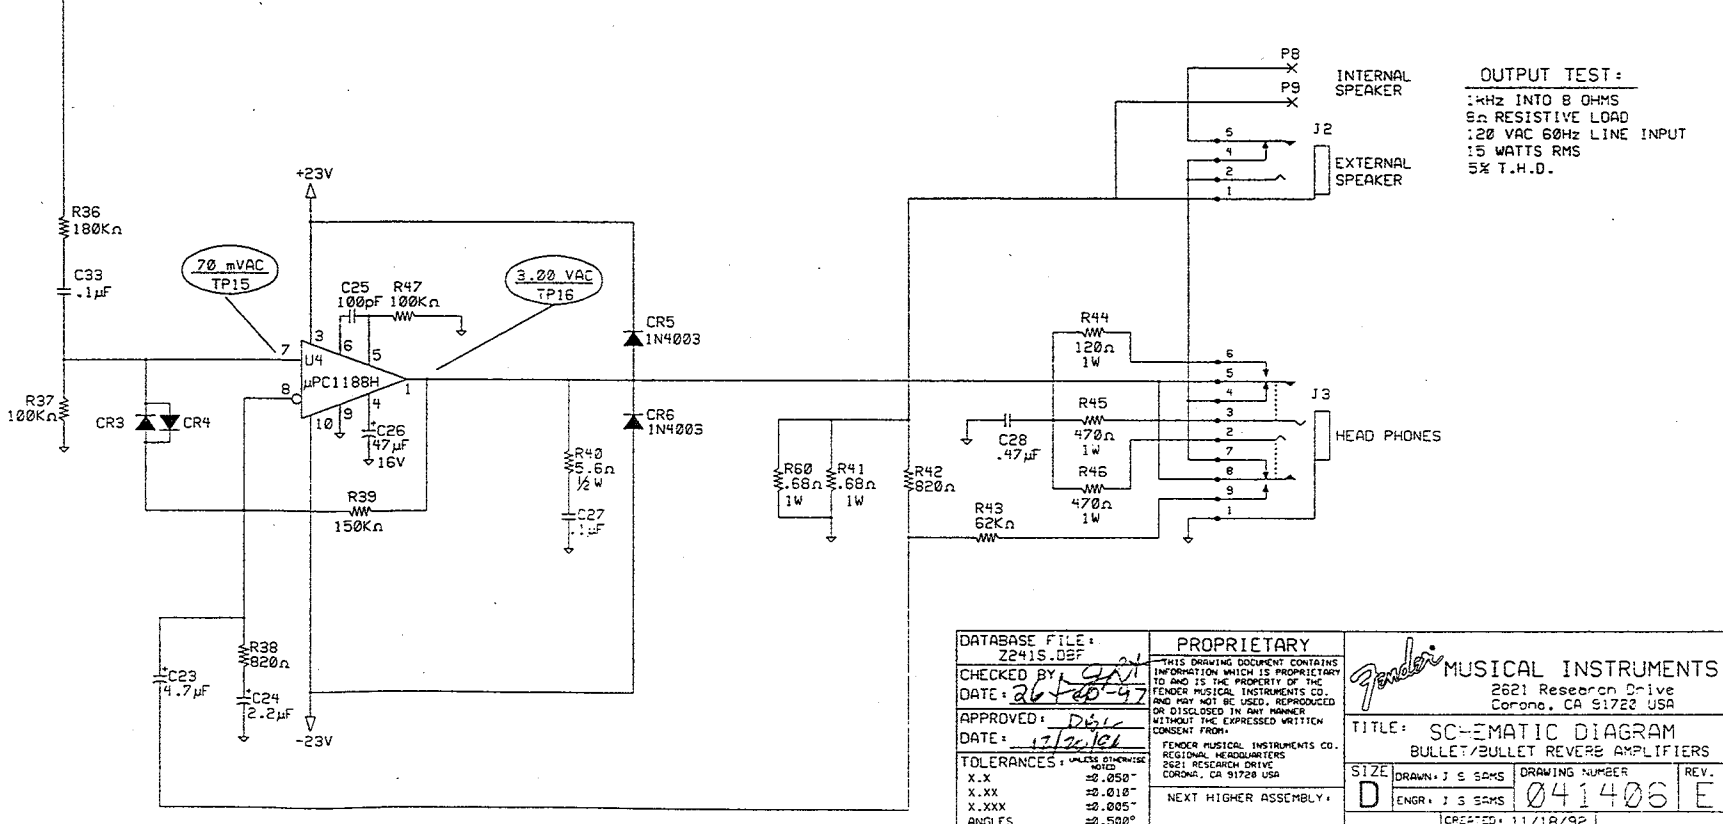 P8
P9
INTERNAL
SPEAKER
OUTPUT TEST:
1kHz INTO 8 OHMS
8Ω RESISTIVE LOAD
120 VAC 60Hz LINE INPUT
15 WATTS RMS
5% T.H.D.
5
4
2
1
J2
EXTERNAL
SPEAKER
+23V
R36
180KΩ
C33
.1µF
70 mVAC
TP15
C25
100pF
R47
100KΩ
3.00 VAC
TP16
CR5
1N4003
R37
100KΩ
CR3
CR4
7
8
3
6
5
U4
µPC1188H
1
10
9
4
C26
47µF
16V
CR6
1N4003
R40
5.6Ω
½ W
C27
.1µF
R39
150KΩ
R60
.68Ω
1W
R41
.68Ω
1W
R42
820Ω
R43
62KΩ
R44
120Ω
1W
C28
.47µF
R45
470Ω
1W
R46
470Ω
1W
6
5
4
3
2
7
8
9
1
J3
HEAD PHONES
C23
4.7µF
R38
820Ω
C24
2.2µF
-23V
DATABASE FILE:
Z241S.DBF
CHECKED BY
DATE:
APPROVED:
DATE:
TOLERANCES: UNLESS OTHERWISE
NOTED
X.X ±0.050"
X.XX ±0.010"
X.XXX ±0.005"
ANGLES ±0.500°
PROPRIETARY
THIS DRAWING DOCUMENT CONTAINS
INFORMATION WHICH IS PROPRIETARY
TO AND IS THE PROPERTY OF THE
FENDER MUSICAL INSTRUMENTS CO.
AND MAY NOT BE USED, REPRODUCED
OR DISCLOSED IN ANY MANNER
WITHOUT THE EXPRESSED WRITTEN
CONSENT FROM:
FENDER MUSICAL INSTRUMENTS CO.
REGIONAL HEADQUARTERS
2621 RESEARCH DRIVE
CORONA, CA 91720 USA
NEXT HIGHER ASSEMBLY:
Fender MUSICAL INSTRUMENTS
2621 Research Drive
Corona, CA 91720 USA
TITLE: SCHEMATIC DIAGRAM
BULLET/BULLET REVERB AMPLIFIERS
SIZE
D
DRAWN: J S SAMS
ENGR: J S SAMS
DRAWING NUMBER
041406
REV.
E
CREATED: 11/18/92